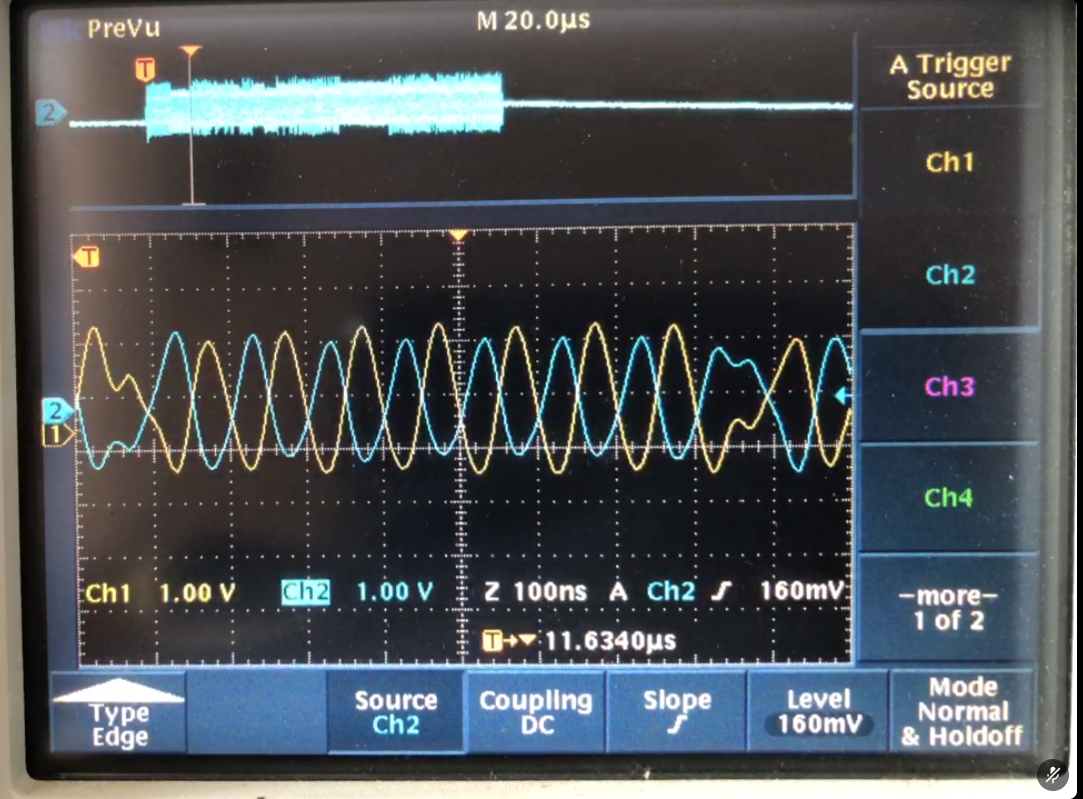 PreVu
M 20.0µs
T
2
A Trigger
Source
Ch1
Ch2
Ch3
Ch4
-more-
1 of 2
T
2
1
Ch1 1.00 V Ch2 1.00 V Z 100ns A Ch2 160mV
T 11.6340µs
Type
Edge
Source
Ch2
Coupling
DC
Slope
Level
160mV
Mode
Normal
& Holdoff